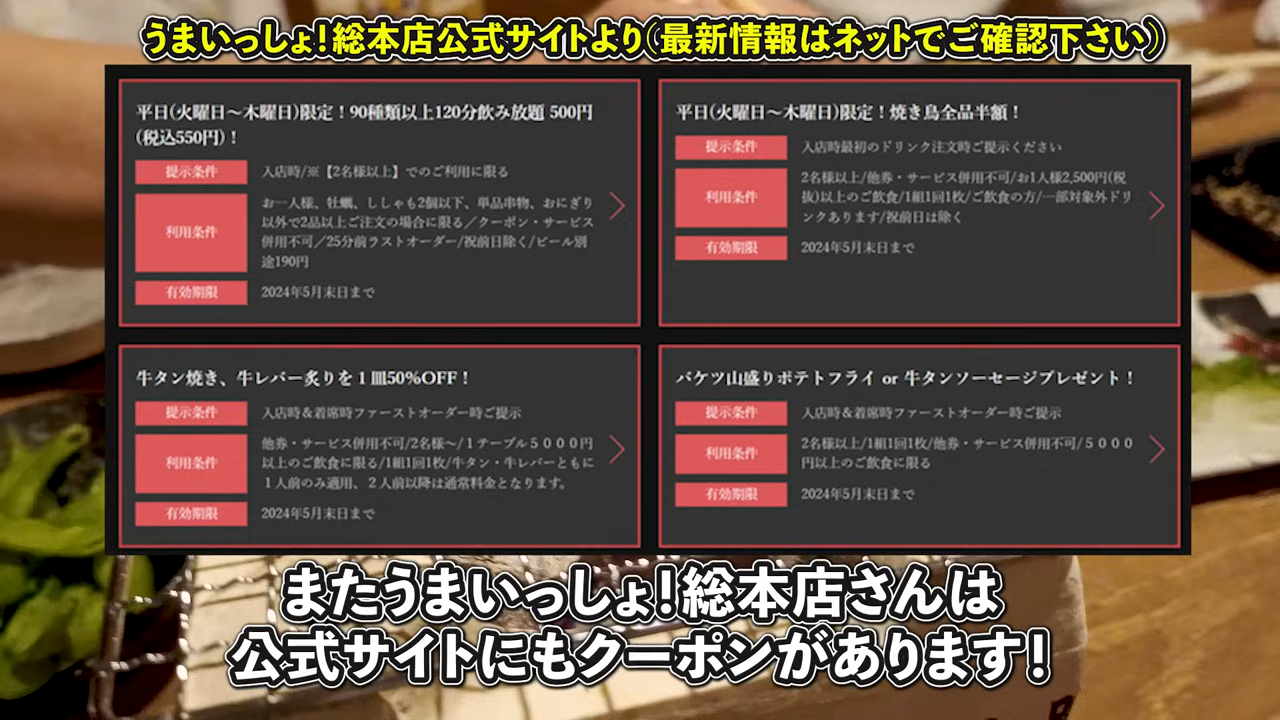 うまいっしょ!総本店公式サイトより(最新情報はネットでご確認下さい)
平日(火曜日〜木曜日)限定！90種類以上120分飲み放題 500円
(税込550円)！
提示条件
入店時/※【2名様以上】でのご利用に限る
利用条件
お一人様、牡蠣、ししゃも2個以下、単品串物、おにぎり
以外で2品以上ご注文の場合に限る／クーポン・サービス
併用不可／25分前ラストオーダー/祝前日除く/ビール別
途190円
有効期限
2024年5月末日まで
平日(火曜日〜木曜日)限定！焼き鳥全品半額！
提示条件
入店時最初のドリンク注文時ご提示ください
利用条件
2名様以上/他券・サービス併用不可/お1人様2,500円(税
抜)以上のご飲食/1組1回1枚/ご飲食の方/一部対象外ドリ
ンクあります/祝前日は除く
有効期限
2024年5月末日まで
牛タン焼き、牛レバー炙りを１皿50%OFF！
提示条件
入店時＆着席時ファーストオーダー時ご提示
利用条件
他券・サービス併用不可/2名様〜/１テーブル５０００円
以上のご飲食に限る/1組1回1枚/牛タン・牛レバーともに
１人前のみ適用、２人前以降は通常料金となります。
有効期限
2024年5月末日まで
バケツ山盛りポテトフライ or 牛タンソーセージプレゼント！
提示条件
入店時＆着席時ファーストオーダー時ご提示
利用条件
2名様以上/1組1回1枚/他券・サービス併用不可/５０００
円以上のご飲食に限る
有効期限
2024年5月末日まで
またうまいっしょ!総本店さんは
公式サイトにもクーポンがあります!